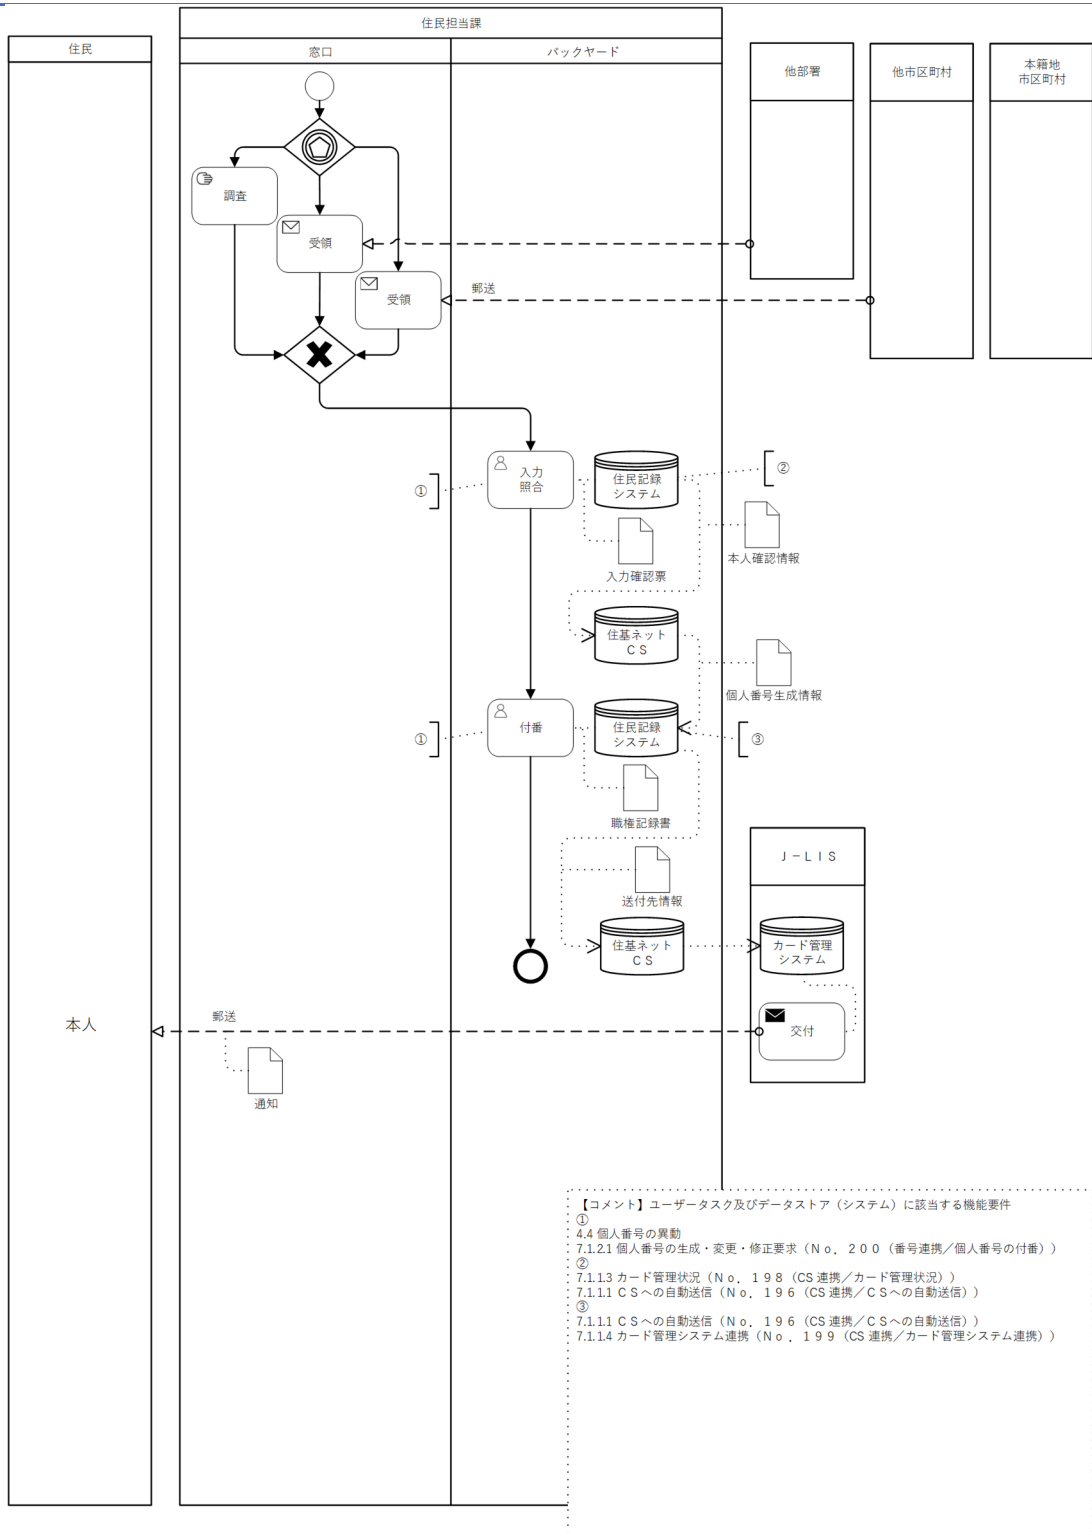 住民担当課
住民
窓口
バックヤード
他部署
他市区町村
本籍地
市区町村
調査
受領
郵送
受領
入力
照合
住民記録
システム
①
②
入力確認票
本人確認情報
住基ネット
ＣＳ
個人番号生成情報
付番
住民記録
システム
①
③
職権記録書
Ｊ－ＬＩＳ
送付先情報
住基ネット
ＣＳ
カード管理
システム
本人
郵送
交付
通知
【コメント】ユーザータスク及びデータストア（システム）に該当する機能要件
①
4.4 個人番号の異動
7.1.2.1 個人番号の生成・変更・修正要求（Ｎｏ．２００（番号連携／個人番号の付番））
②
7.1.1.3 カード管理状況（Ｎｏ．１９８（CS 連携／カード管理状況））
7.1.1.1 ＣＳへの自動送信（Ｎｏ．１９６（CS 連携／ＣＳへの自動送信））
③
7.1.1.1 ＣＳへの自動送信（Ｎｏ．１９６（CS 連携／ＣＳへの自動送信））
7.1.1.4 カード管理システム連携（Ｎｏ．１９９（CS 連携／カード管理システム連携））